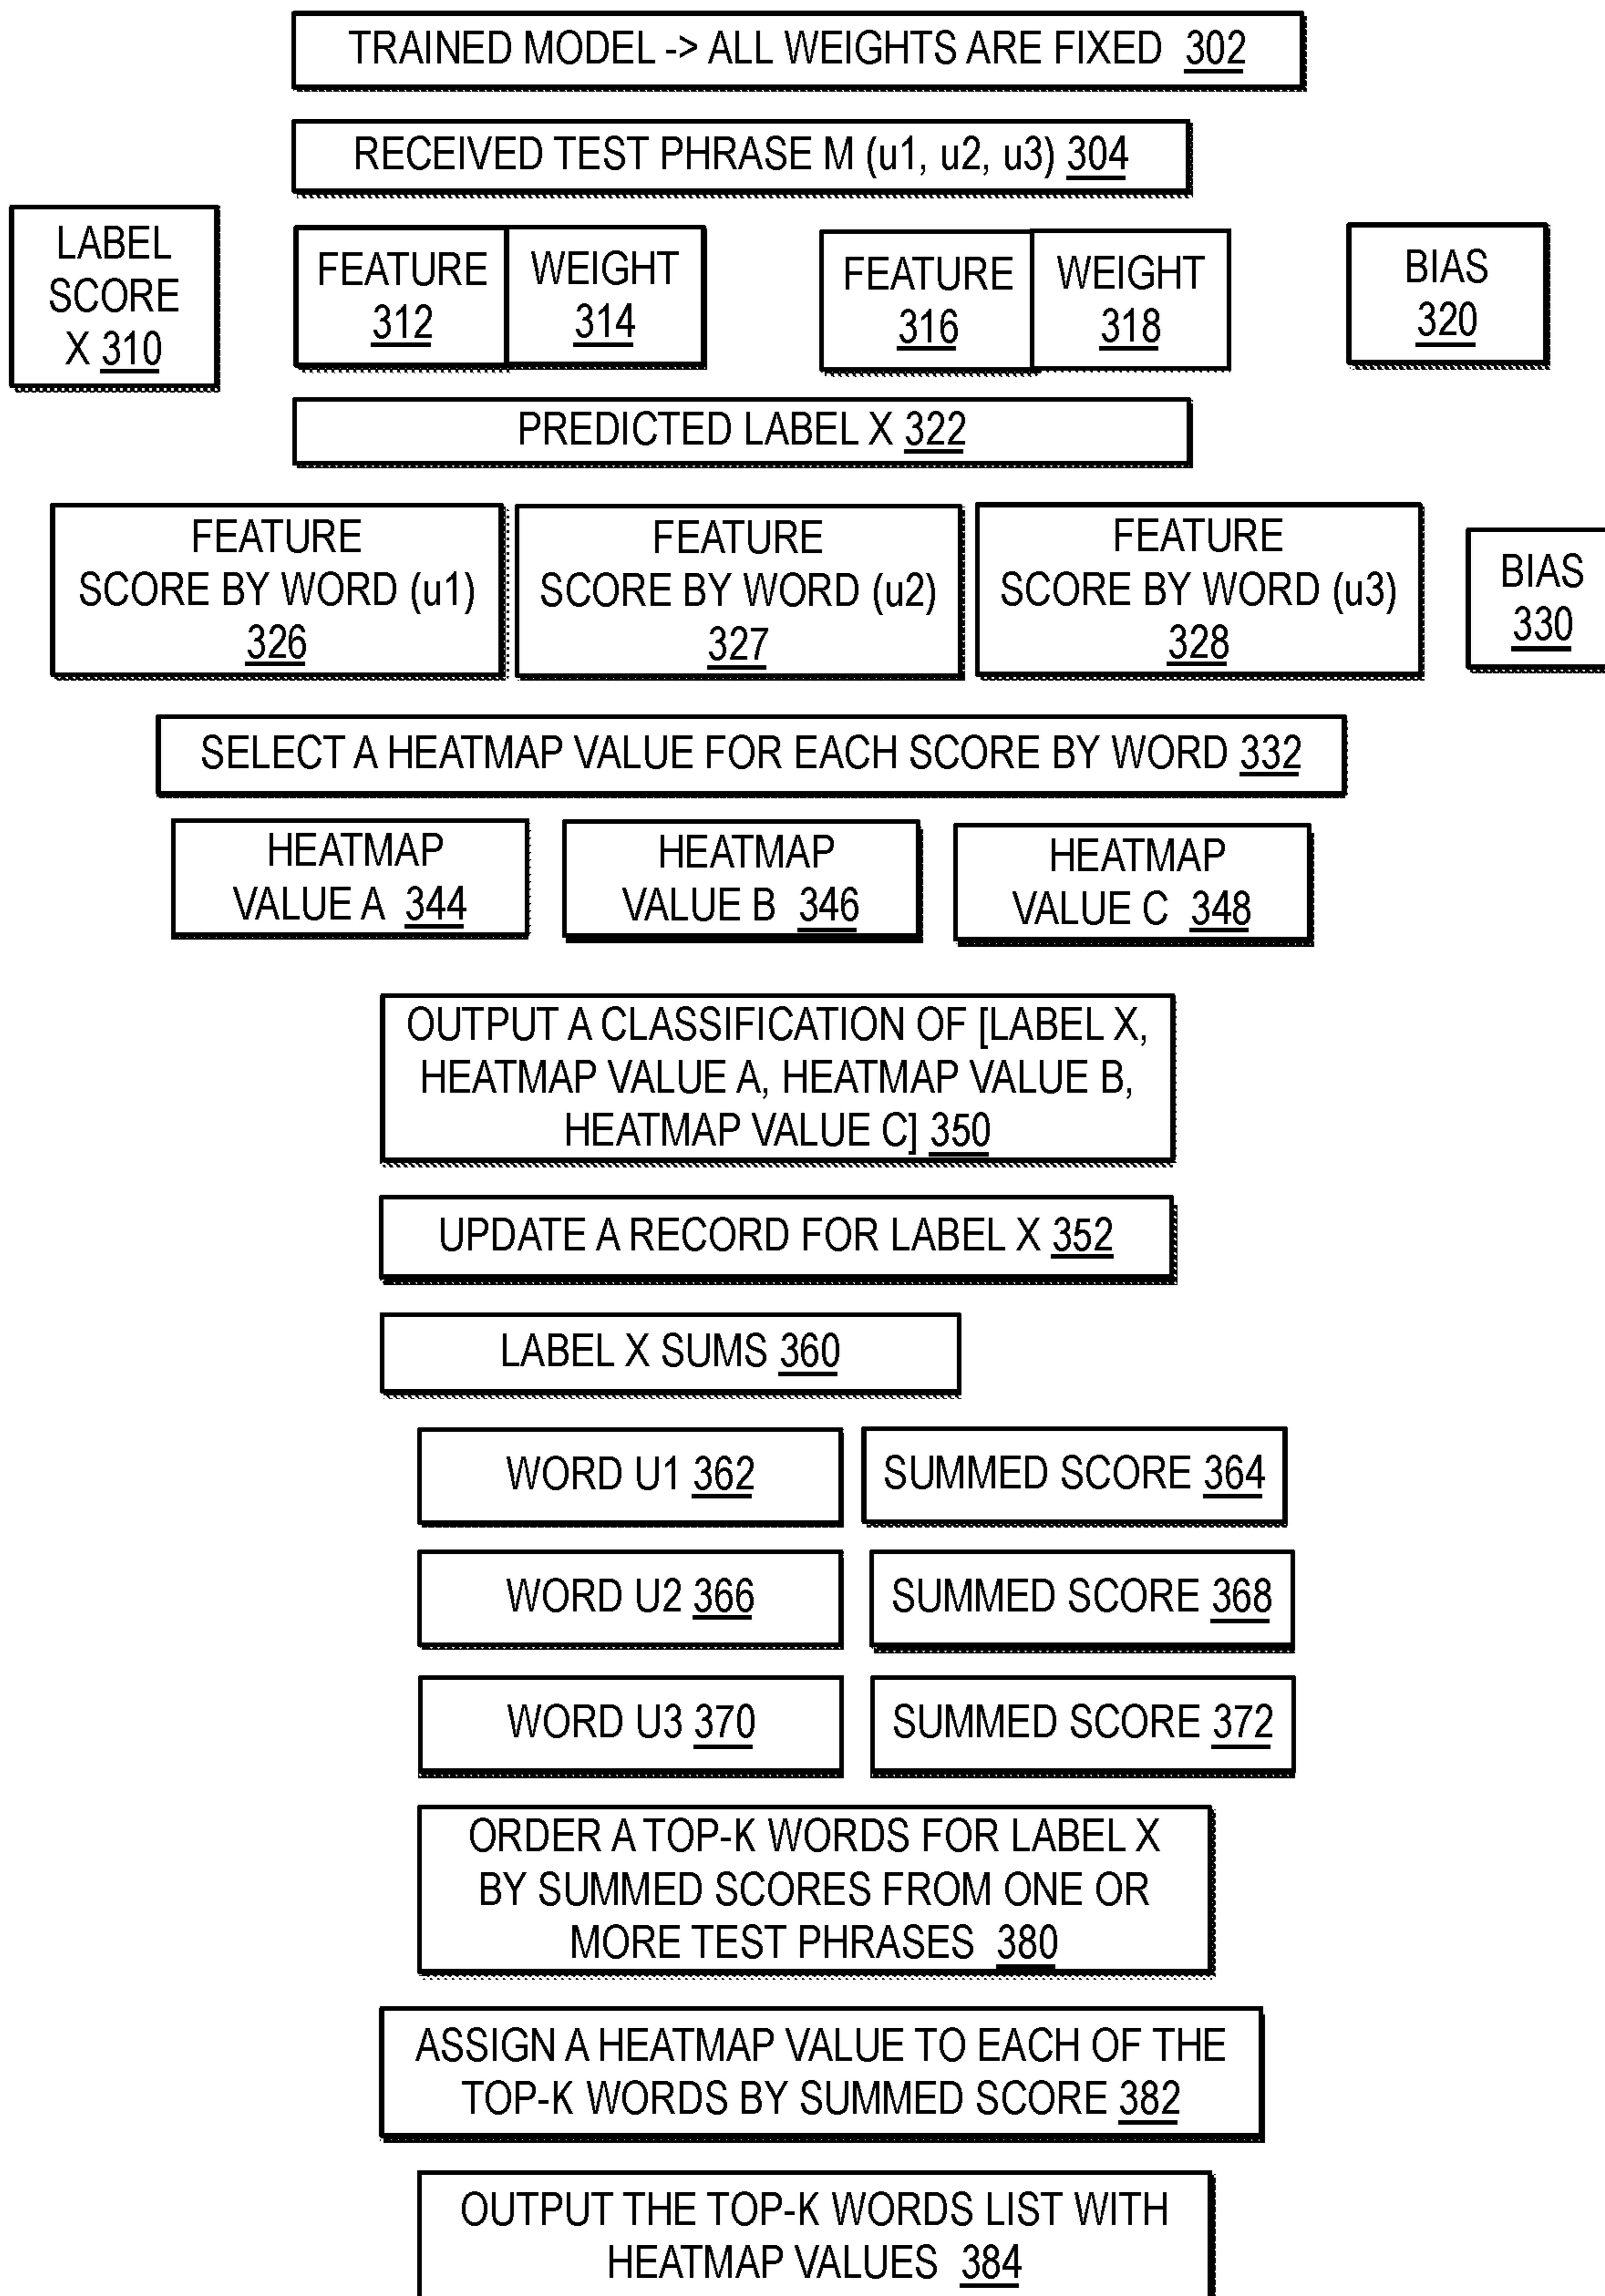 TRAINED MODEL -> ALL WEIGHTS ARE FIXED 302
RECEIVED TEST PHRASE M (u1, u2, u3) 304
LABEL
SCORE
X 310
FEATURE
312
WEIGHT
314
FEATURE
316
WEIGHT
318
BIAS
320
PREDICTED LABEL X 322
FEATURE
SCORE BY WORD (u1)
326
FEATURE
SCORE BY WORD (u2)
327
FEATURE
SCORE BY WORD (u3)
328
BIAS
330
SELECT A HEATMAP VALUE FOR EACH SCORE BY WORD 332
HEATMAP
VALUE A 344
HEATMAP
VALUE B 346
HEATMAP
VALUE C 348
OUTPUT A CLASSIFICATION OF [LABEL X,
HEATMAP VALUE A, HEATMAP VALUE B,
HEATMAP VALUE C] 350
UPDATE A RECORD FOR LABEL X 352
LABEL X SUMS 360
WORD U1 362
SUMMED SCORE 364
WORD U2 366
SUMMED SCORE 368
WORD U3 370
SUMMED SCORE 372
ORDER A TOP-K WORDS FOR LABEL X
BY SUMMED SCORES FROM ONE OR
MORE TEST PHRASES 380
ASSIGN A HEATMAP VALUE TO EACH OF THE
TOP-K WORDS BY SUMMED SCORE 382
OUTPUT THE TOP-K WORDS LIST WITH
HEATMAP VALUES 384